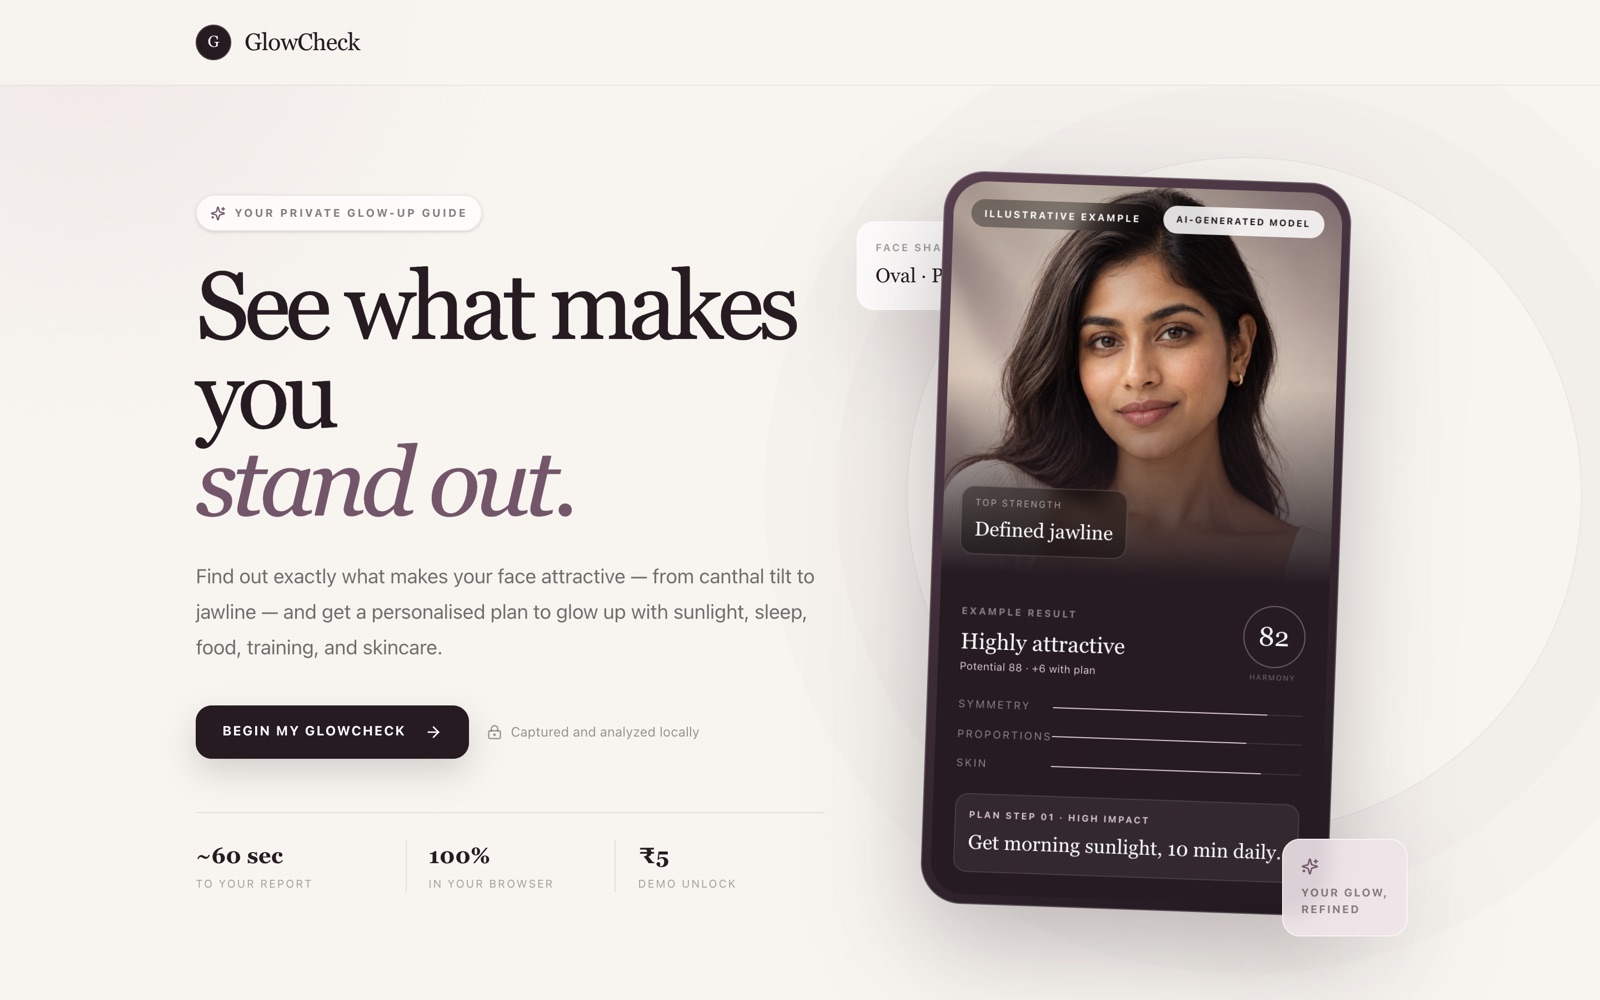 G
GlowCheck
YOUR PRIVATE GLOW-UP GUIDE
See what makes
you
stand out.
Find out exactly what makes your face attractive — from canthal tilt to
jawline — and get a personalised plan to glow up with sunlight, sleep,
food, training, and skincare.
BEGIN MY GLOWCHECK →
Captured and analyzed locally
~60 sec
TO YOUR REPORT
100%
IN YOUR BROWSER
₹5
DEMO UNLOCK
FACE SHA
Oval · P
ILLUSTRATIVE EXAMPLE
AI-GENERATED MODEL
TOP STRENGTH
Defined jawline
EXAMPLE RESULT
Highly attractive
Potential 88 · +6 with plan
82
HARMONY
SYMMETRY
PROPORTIONS
SKIN
PLAN STEP 01 · HIGH IMPACT
Get morning sunlight, 10 min daily.
YOUR GLOW,
REFINED